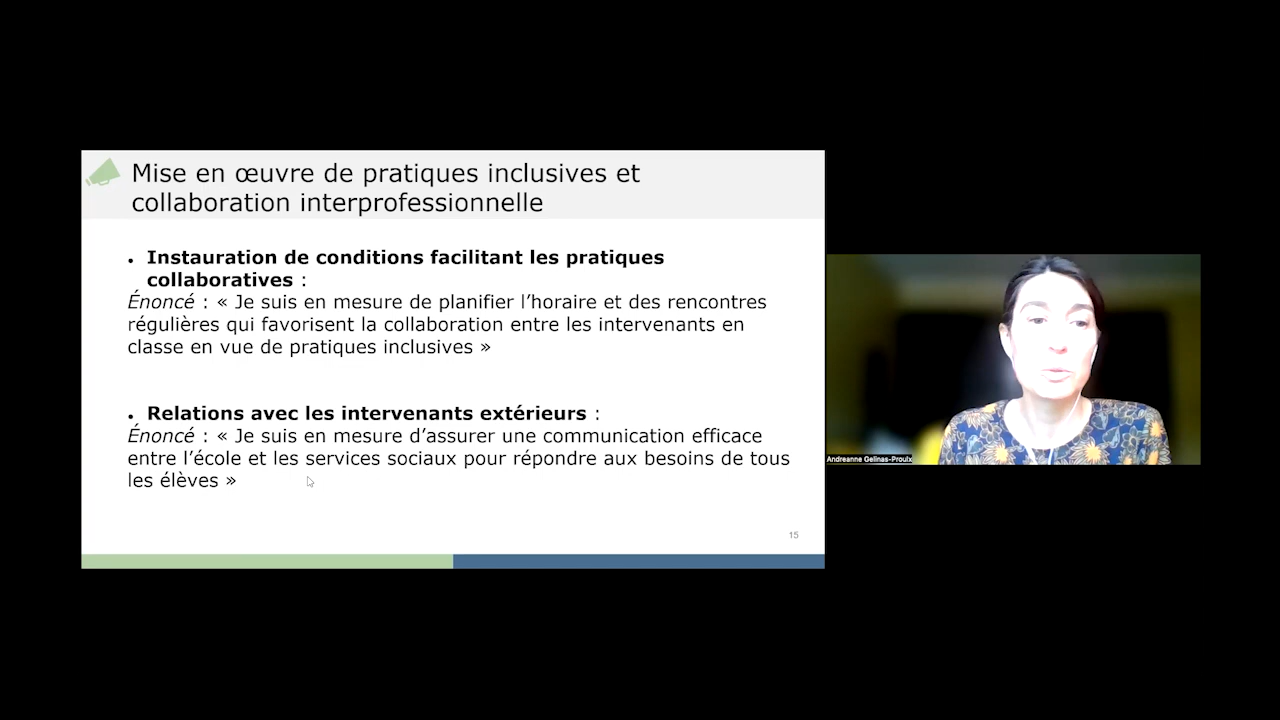 Mise en œuvre de pratiques inclusives et
collaboration interprofessionnelle
• Instauration de conditions facilitant les pratiques
collaboratives :
Énoncé : « Je suis en mesure de planifier l’horaire et des rencontres
régulières qui favorisent la collaboration entre les intervenants en
classe en vue de pratiques inclusives »
• Relations avec les intervenants extérieurs :
Énoncé : « Je suis en mesure d’assurer une communication efficace
entre l’école et les services sociaux pour répondre aux besoins de tous
les élèves »
15
Andreanne Gelinas-Proulx